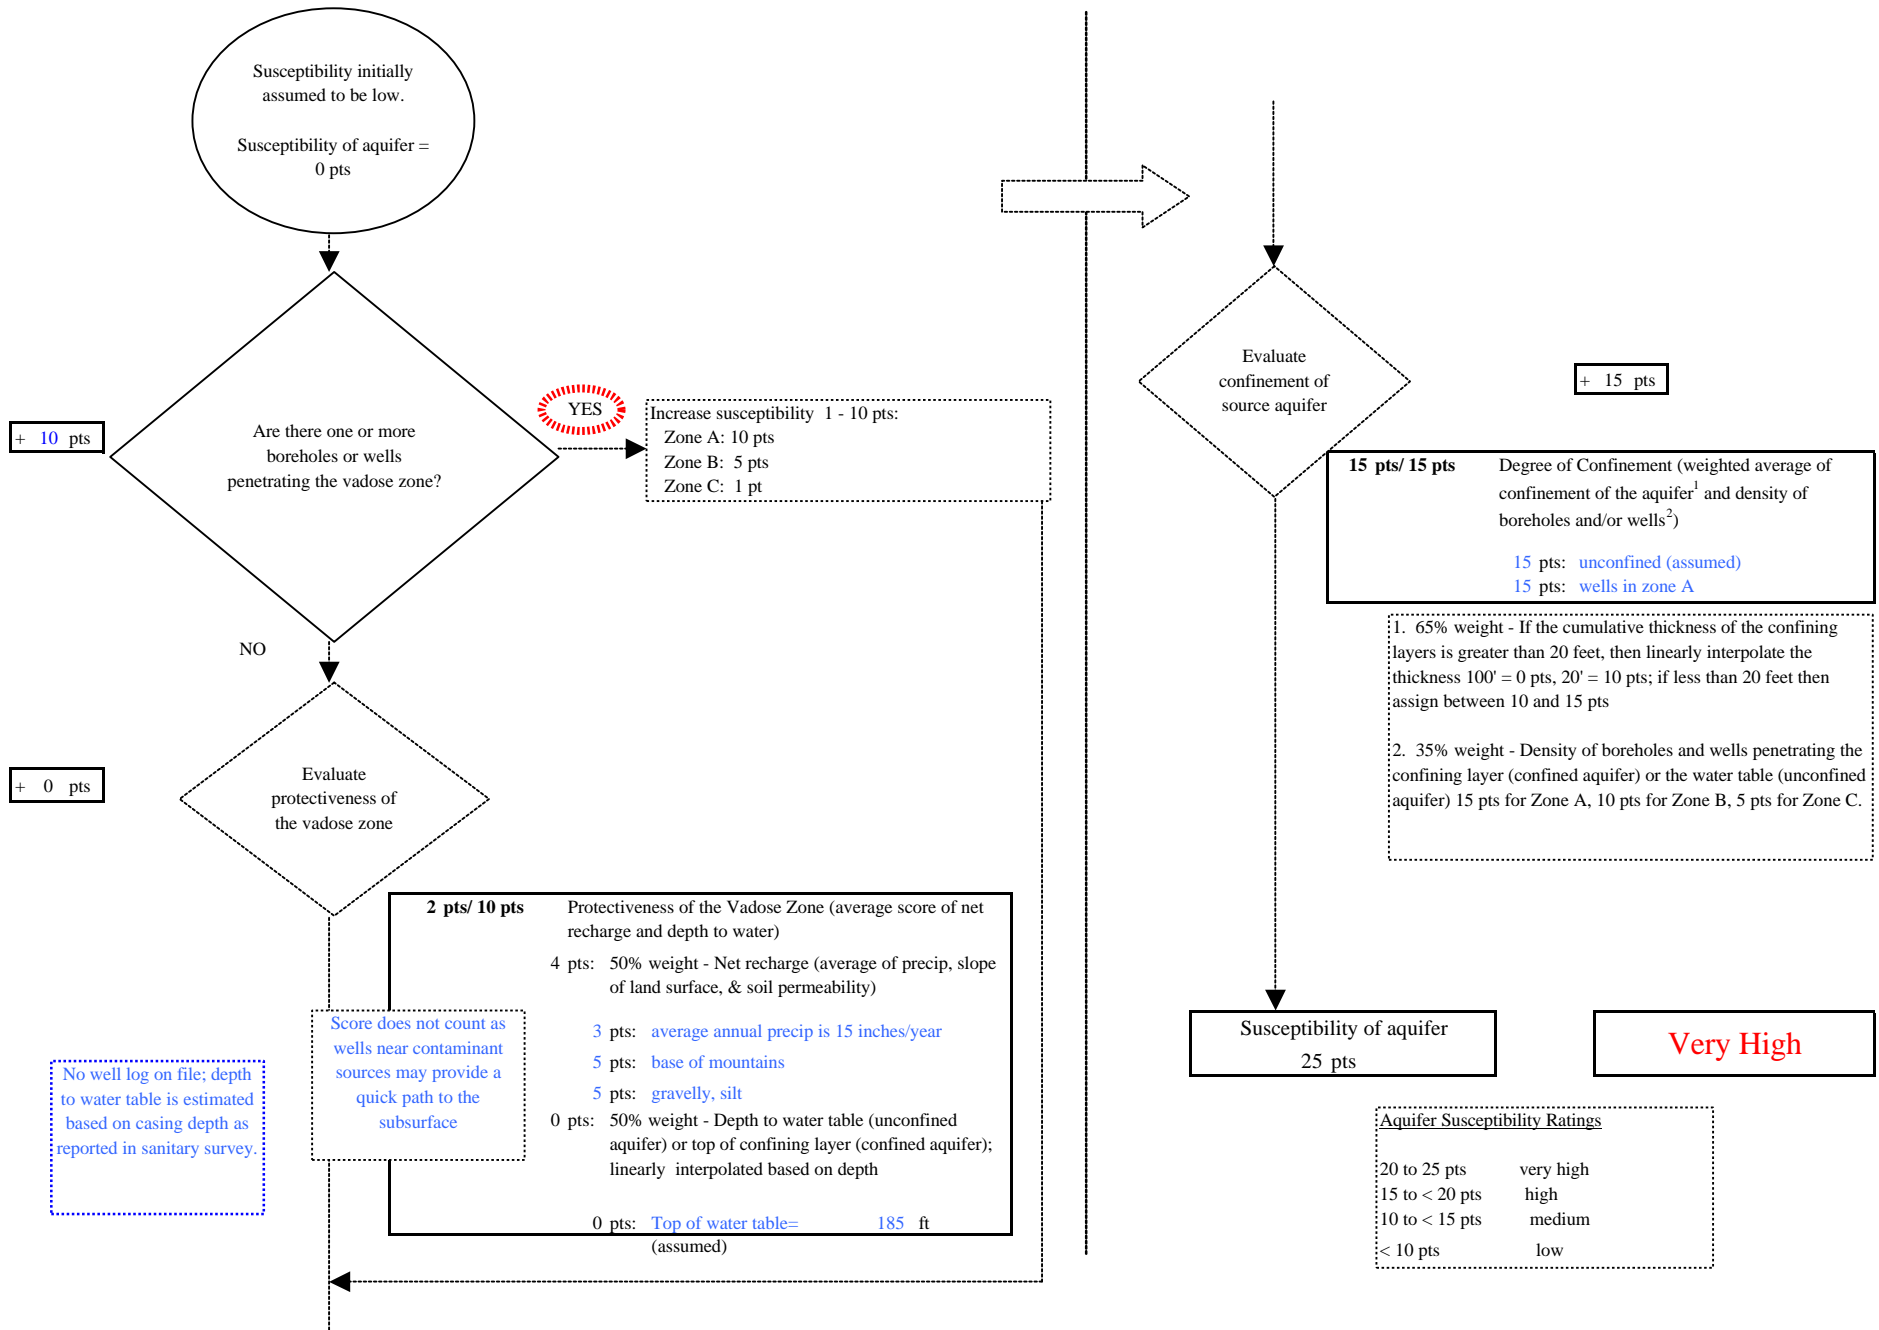 Susceptibility initially
assumed to be low.
Susceptibility of aquifer =
0 pts
+ 10 pts
Are there one or more
boreholes or wells
penetrating the vadose zone?
YES
Increase susceptibility 1 - 10 pts:
Zone A: 10 pts
Zone B: 5 pts
Zone C: 1 pt
NO
+ 0 pts
Evaluate
protectiveness of
the vadose zone
2 pts/ 10 pts Protectiveness of the Vadose Zone (average score of net
recharge and depth to water)
4 pts: 50% weight - Net recharge (average of precip, slope
of land surface, & soil permeability)
3 pts: average annual precip is 15 inches/year
5 pts: base of mountains
5 pts: gravelly, silt
0 pts: 50% weight - Depth to water table (unconfined
aquifer) or top of confining layer (confined aquifer);
linearly interpolated based on depth
0 pts: Top of water table= 185 ft
(assumed)
Score does not count as
wells near contaminant
sources may provide a
quick path to the
subsurface
No well log on file; depth
to water table is estimated
based on casing depth as
reported in sanitary survey.
Evaluate
confinement of
source aquifer
+ 15 pts
15 pts/ 15 pts Degree of Confinement (weighted average of
confinement of the aquifer1 and density of
boreholes and/or wells2)
15 pts: unconfined (assumed)
15 pts: wells in zone A
1. 65% weight - If the cumulative thickness of the confining
layers is greater than 20 feet, then linearly interpolate the
thickness 100' = 0 pts, 20' = 10 pts; if less than 20 feet then
assign between 10 and 15 pts
2. 35% weight - Density of boreholes and wells penetrating the
confining layer (confined aquifer) or the water table (unconfined
aquifer) 15 pts for Zone A, 10 pts for Zone B, 5 pts for Zone C.
Susceptibility of aquifer
25 pts
Very High
Aquifer Susceptibility Ratings
20 to 25 pts very high
15 to < 20 pts high
10 to < 15 pts medium
< 10 pts low